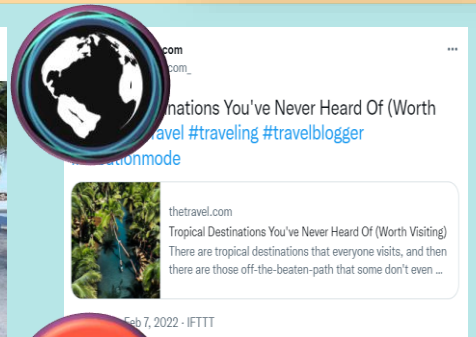 com
com_
nations You've Never Heard Of (Worth
avel #traveling #travelblogger
ationmode
thetravel.com
Tropical Destinations You've Never Heard Of (Worth Visiting)
There are tropical destinations that everyone visits, and then
there are those off-the-beaten-path that some don't even ...
Feb 7, 2022 · IFTTT